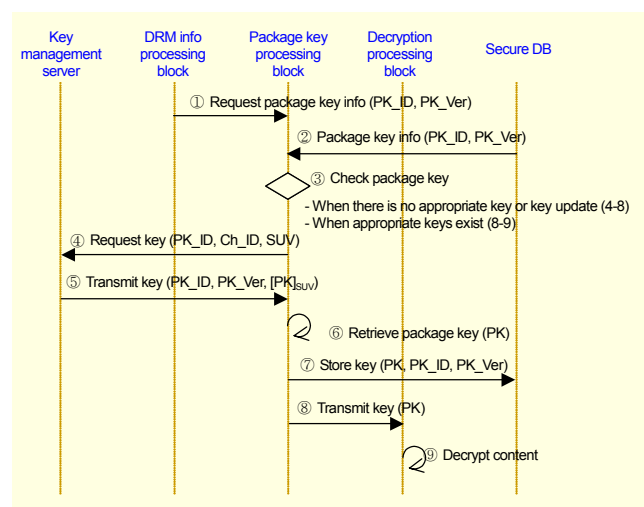 Key management server
DRM info processing block
Package key processing block
Decryption processing block
Secure DB
① Request package key info (PK_ID, PK_Ver)
② Package key info (PK_ID, PK_Ver)
③ Check package key
- When there is no appropriate key or key update (4-8)
- When appropriate keys exist (8-9)
④ Request key (PK_ID, Ch_ID, SUV)
⑤ Transmit key (PK_ID, PK_Ver, [PK]SUV)
⑥ Retrieve package key (PK)
⑦ Store key (PK, PK_ID, PK_Ver)
⑧ Transmit key (PK)
⑨ Decrypt content